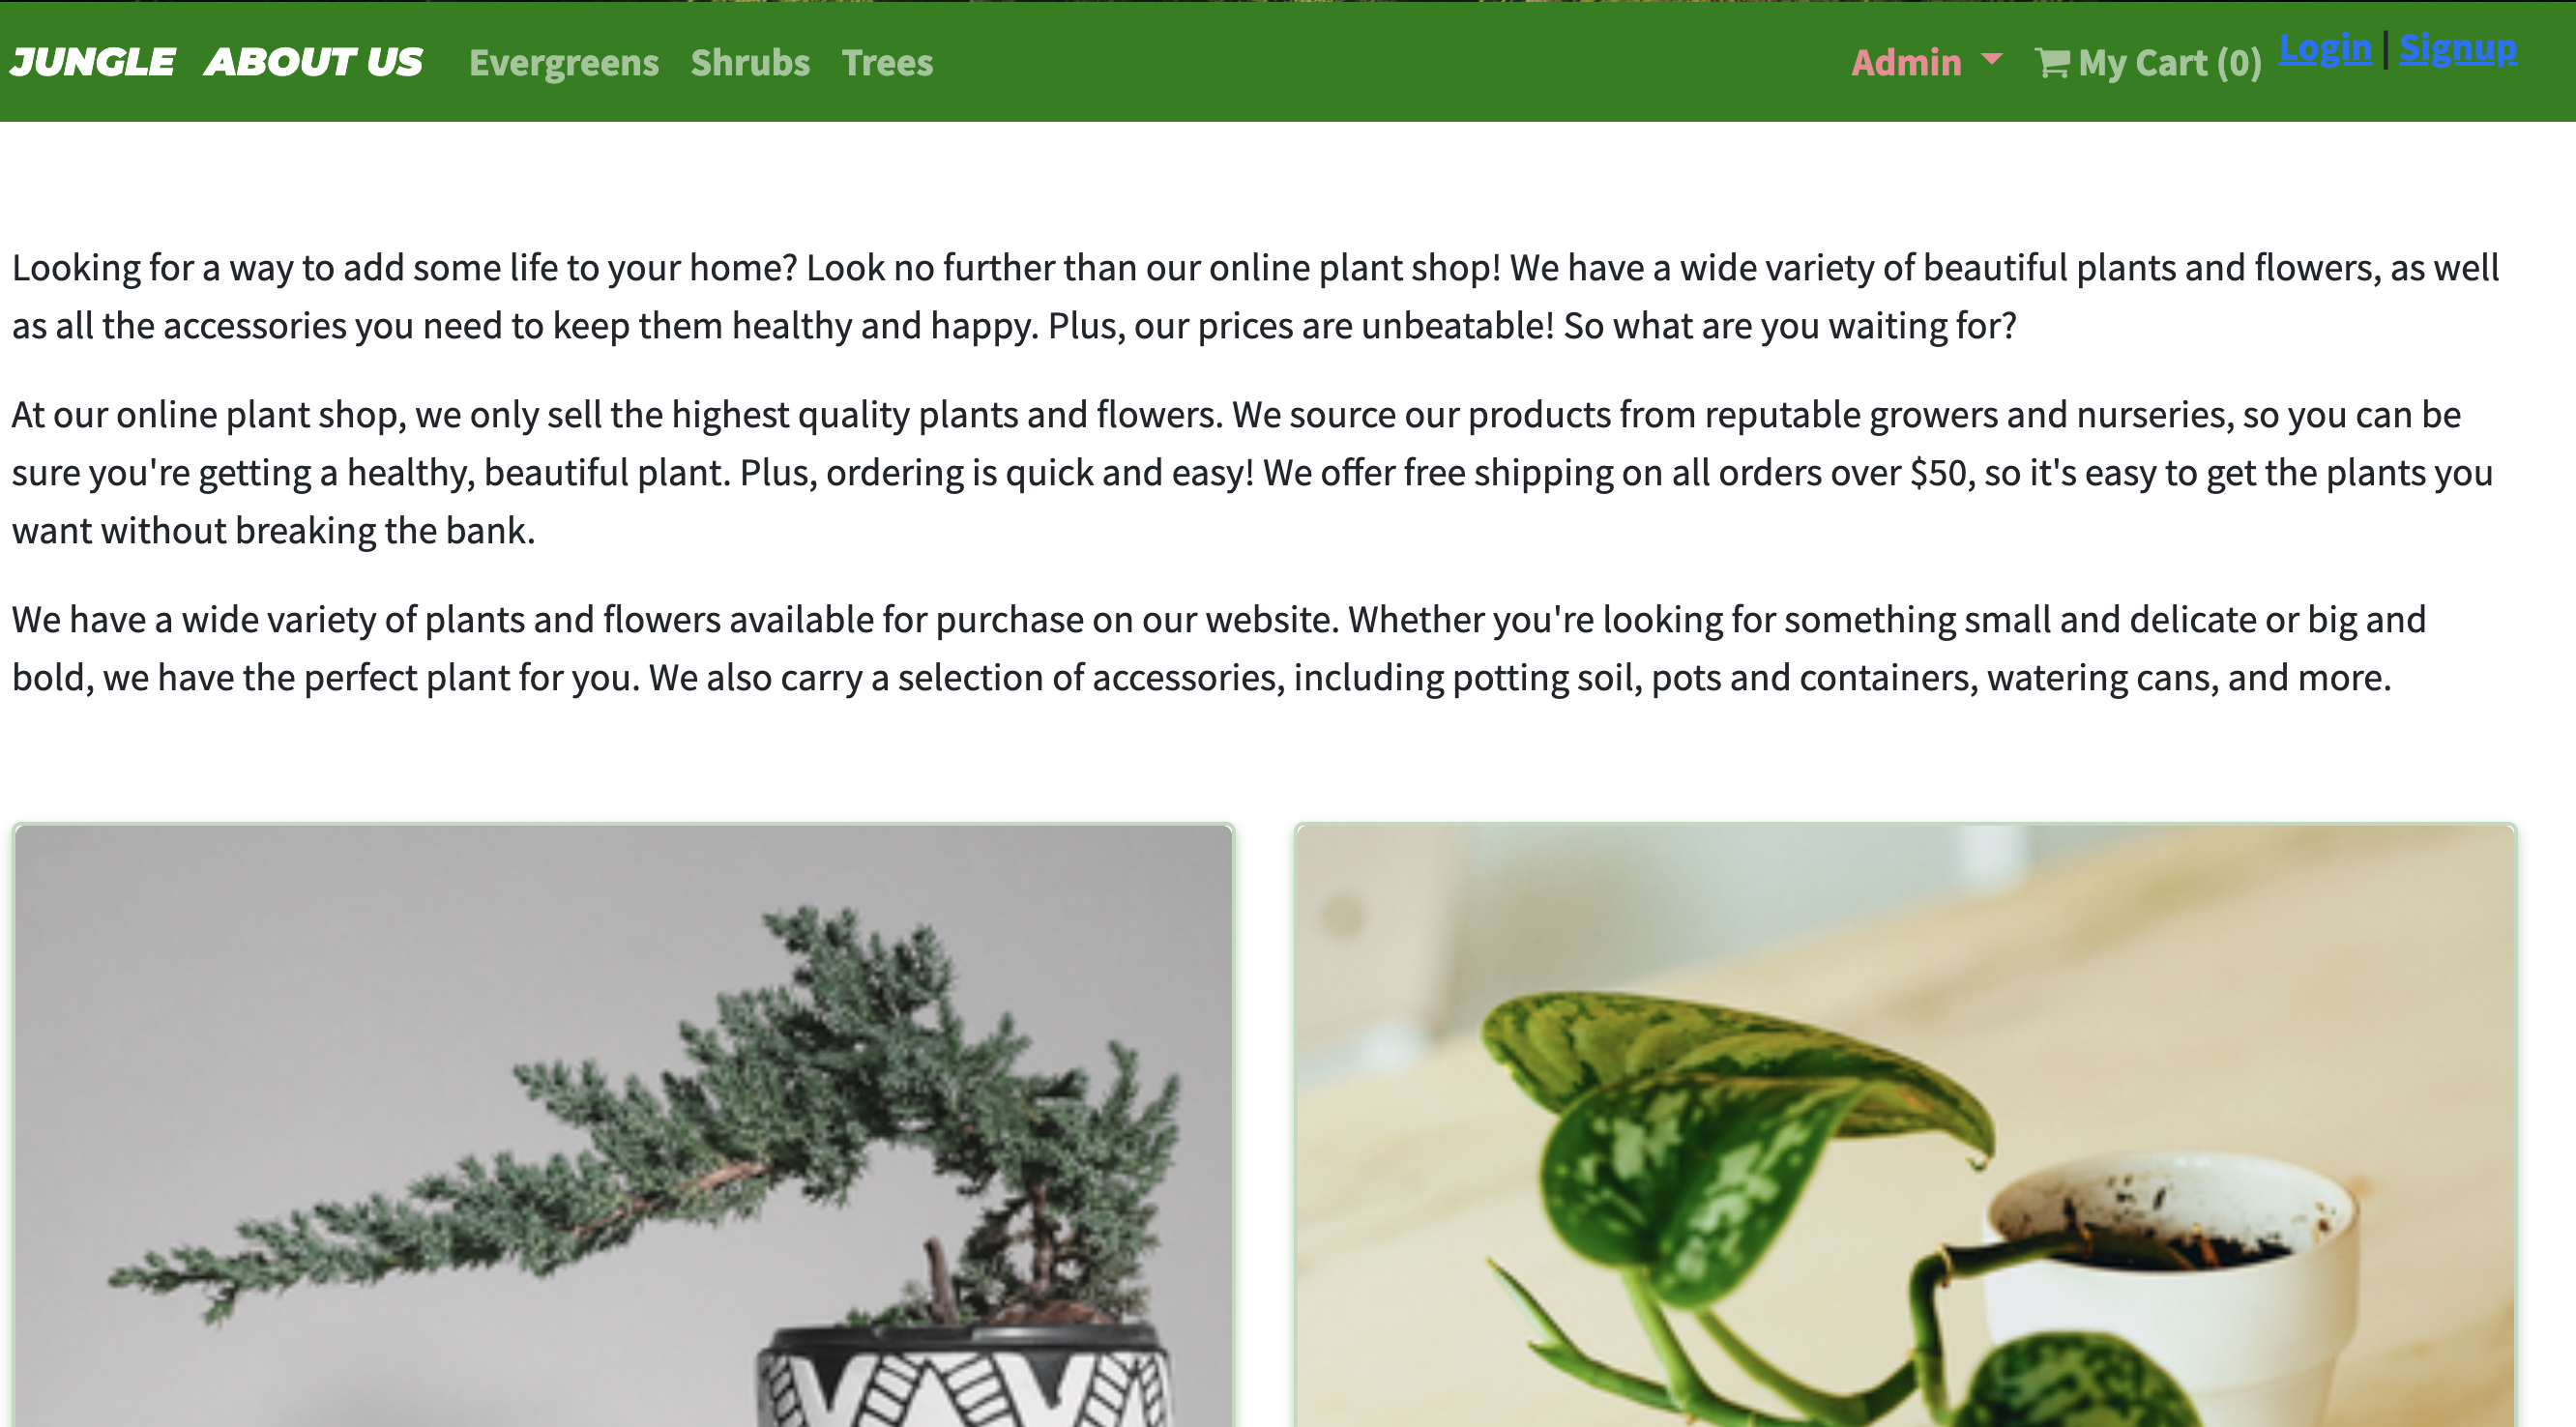 JUNGLE ABOUT US Evergreens Shrubs Trees Admin My Cart (0) Login | Signup
Looking for a way to add some life to your home? Look no further than our online plant shop! We have a wide variety of beautiful plants and flowers, as well
as all the accessories you need to keep them healthy and happy. Plus, our prices are unbeatable! So what are you waiting for?
At our online plant shop, we only sell the highest quality plants and flowers. We source our products from reputable growers and nurseries, so you can be
sure you're getting a healthy, beautiful plant. Plus, ordering is quick and easy! We offer free shipping on all orders over $50, so it's easy to get the plants you
want without breaking the bank.
We have a wide variety of plants and flowers available for purchase on our website. Whether you're looking for something small and delicate or big and
bold, we have the perfect plant for you. We also carry a selection of accessories, including potting soil, pots and containers, watering cans, and more.